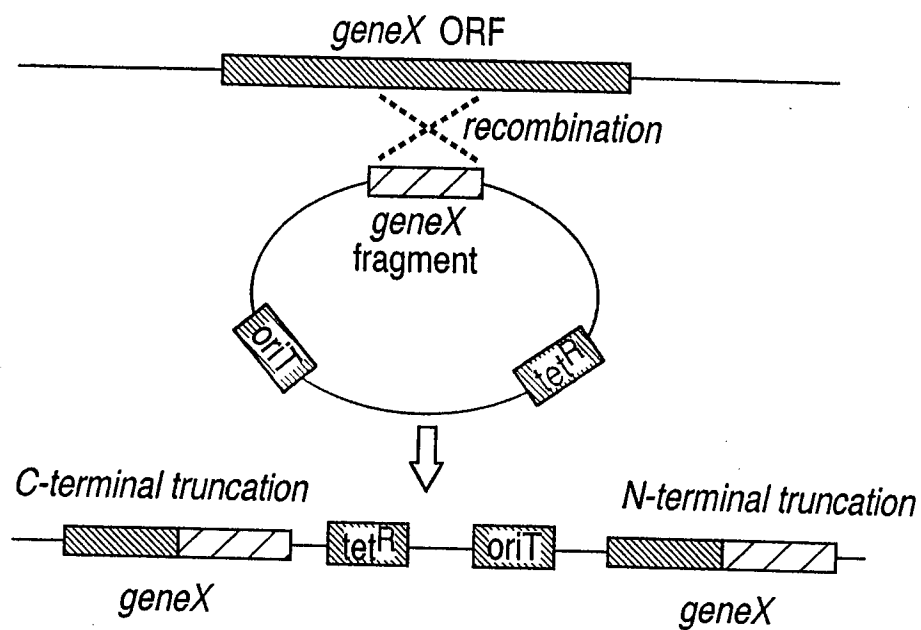 geneX ORF
recombination
geneX
fragment
oriT
tetR
C-terminal truncation
N-terminal truncation
tetR
oriT
geneX
geneX